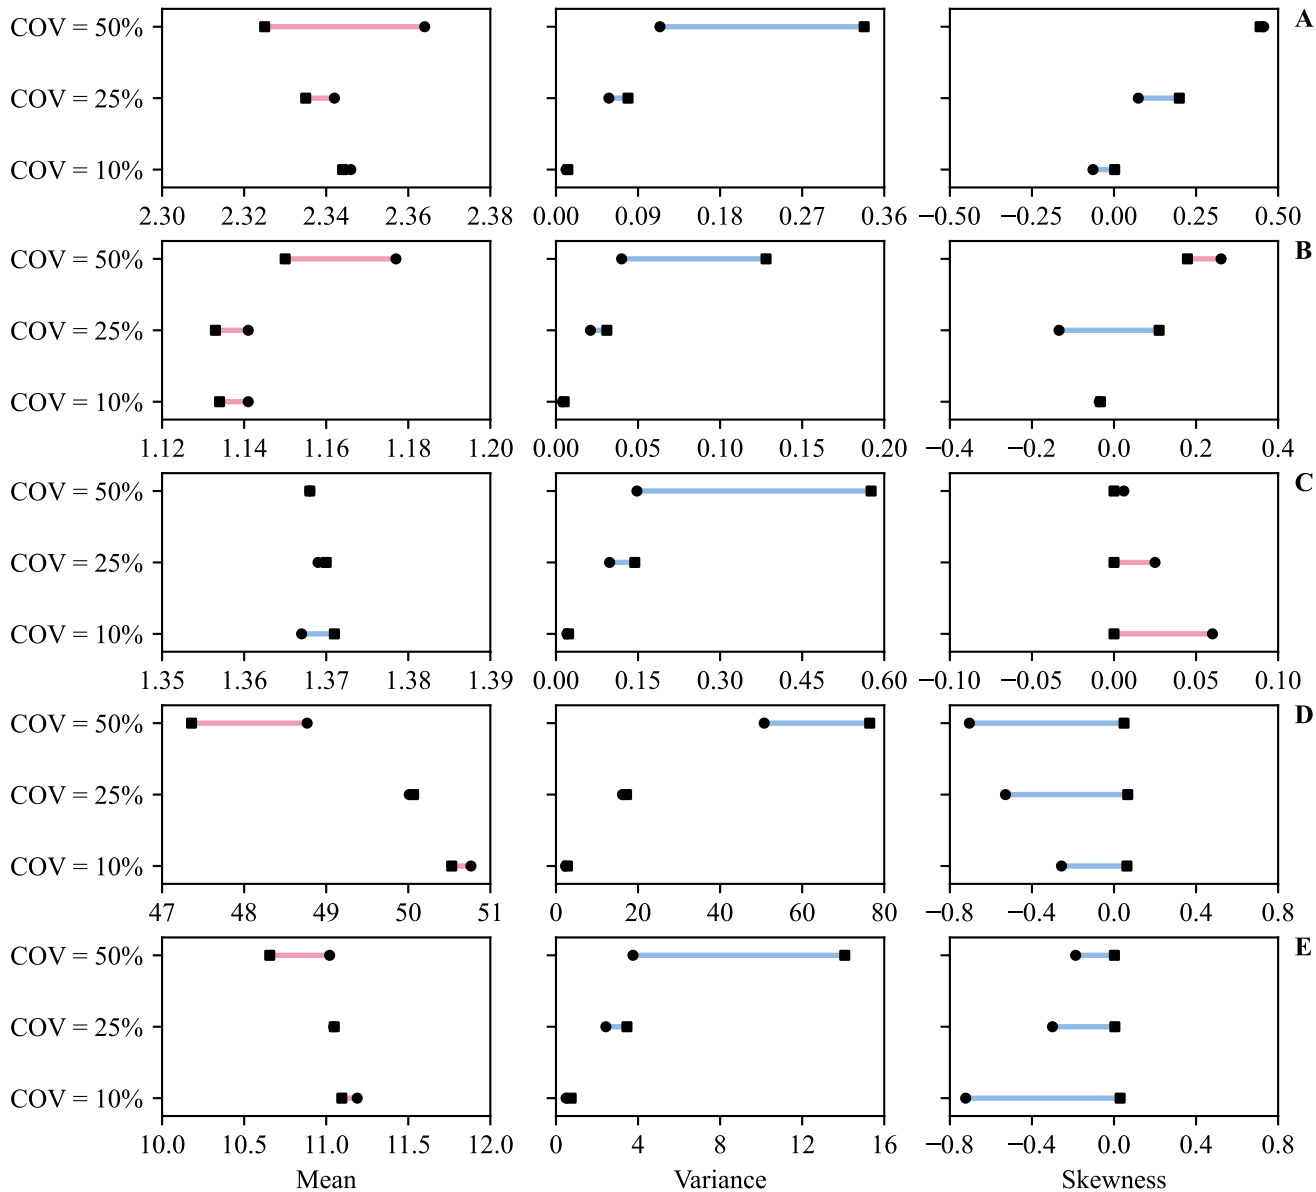 COV = 50%
COV = 25%
COV = 10%
A
2.30 2.32 2.34 2.36 2.38
0.00 0.09 0.18 0.27 0.36
−0.50 −0.25 0.00 0.25 0.50
COV = 50%
COV = 25%
COV = 10%
B
1.12 1.14 1.16 1.18 1.20
0.00 0.05 0.10 0.15 0.20
−0.4 −0.2 0.0 0.2 0.4
COV = 50%
COV = 25%
COV = 10%
C
1.35 1.36 1.37 1.38 1.39
0.00 0.15 0.30 0.45 0.60
−0.10 −0.05 0.00 0.05 0.10
COV = 50%
COV = 25%
COV = 10%
D
47 48 49 50 51
0 20 40 60 80
−0.8 −0.4 0.0 0.4 0.8
COV = 50%
COV = 25%
COV = 10%
E
10.0 10.5 11.0 11.5 12.0
0 4 8 12 16
−0.8 −0.4 0.0 0.4 0.8
Mean
Variance
Skewness